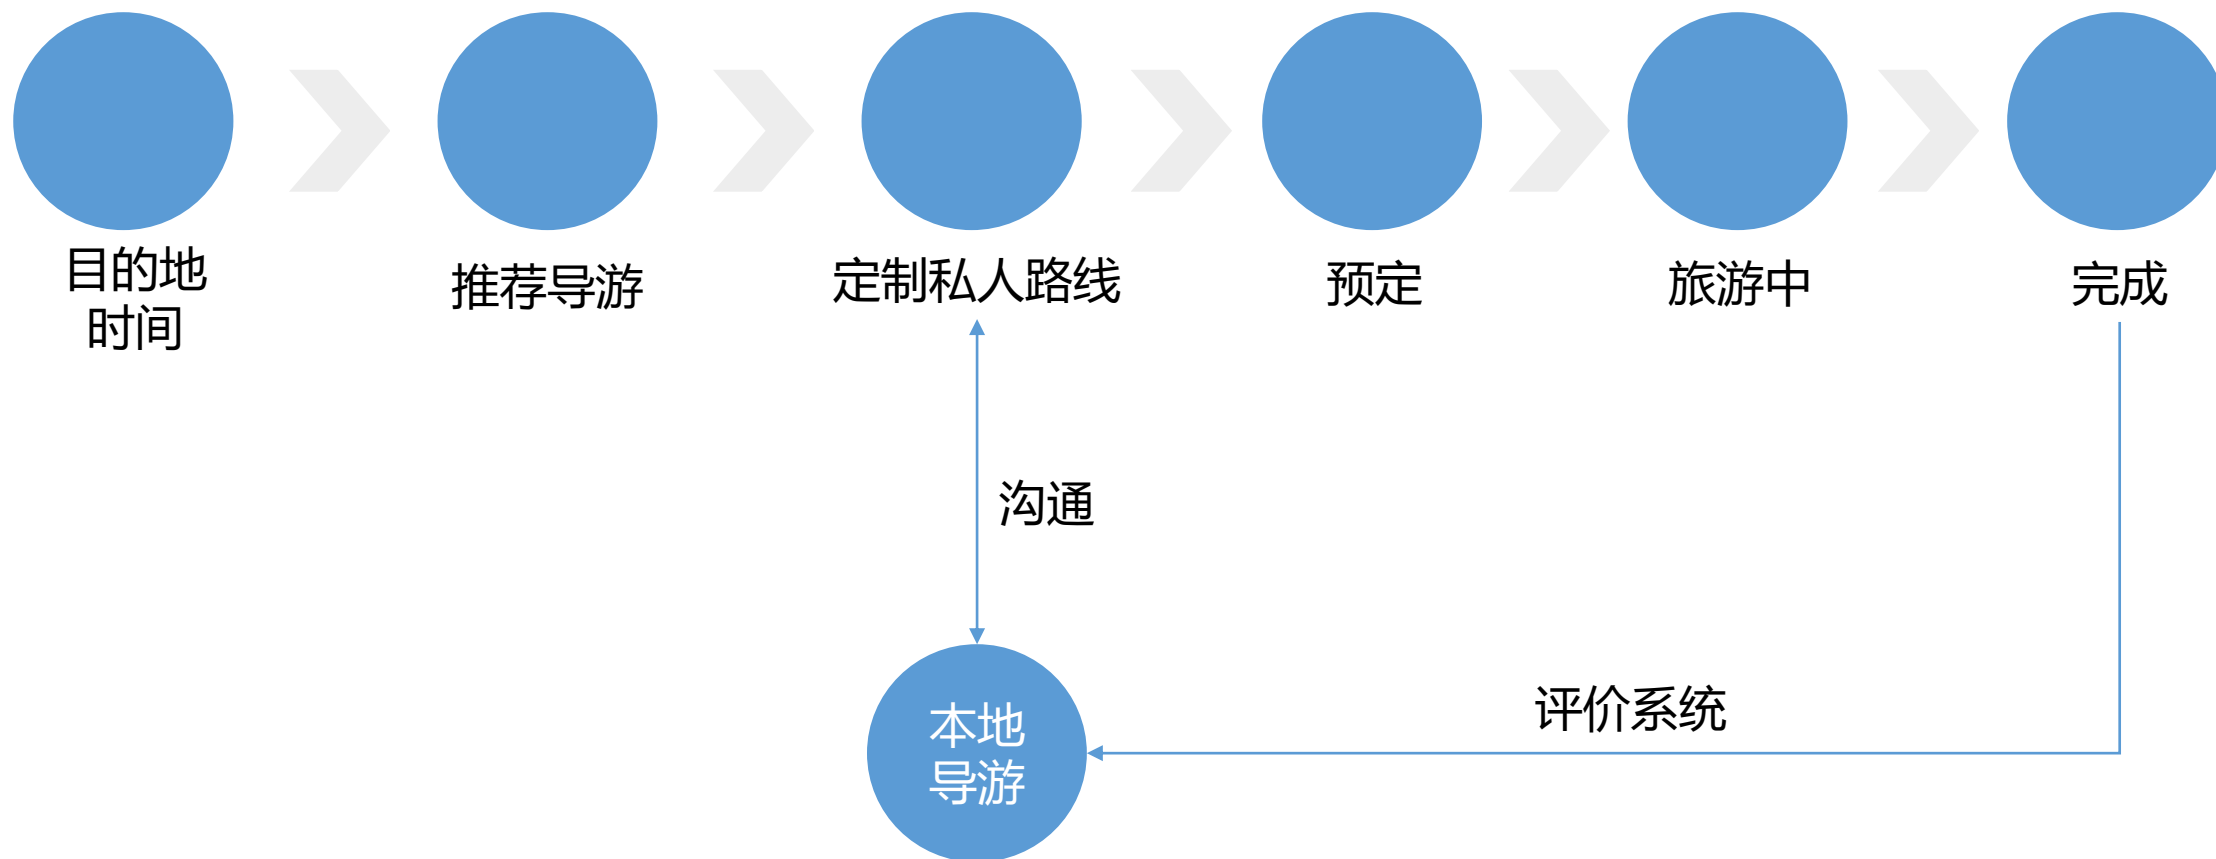 目的地
时间
推荐导游
定制私人路线
预定
旅游中
完成
沟通
评价系统
本地
导游